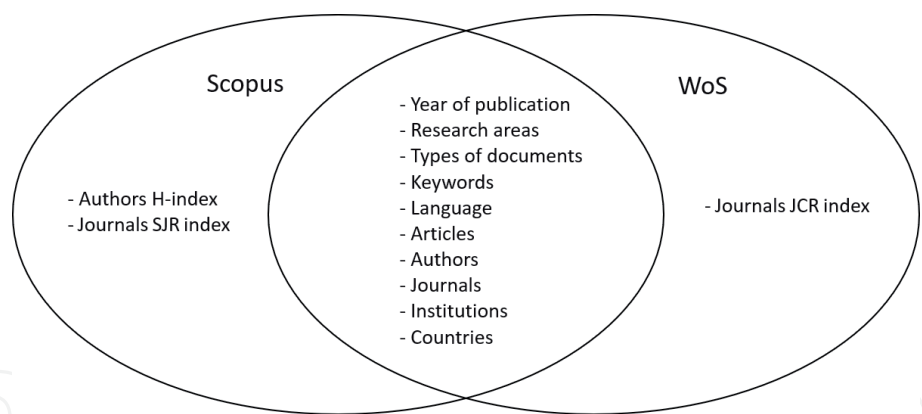 Scopus
- Authors H-index
- Journals SJR index
- Year of publication
- Research areas
- Types of documents
- Keywords
- Language
- Articles
- Authors
- Journals
- Institutions
- Countries
WoS
- Journals JCR index